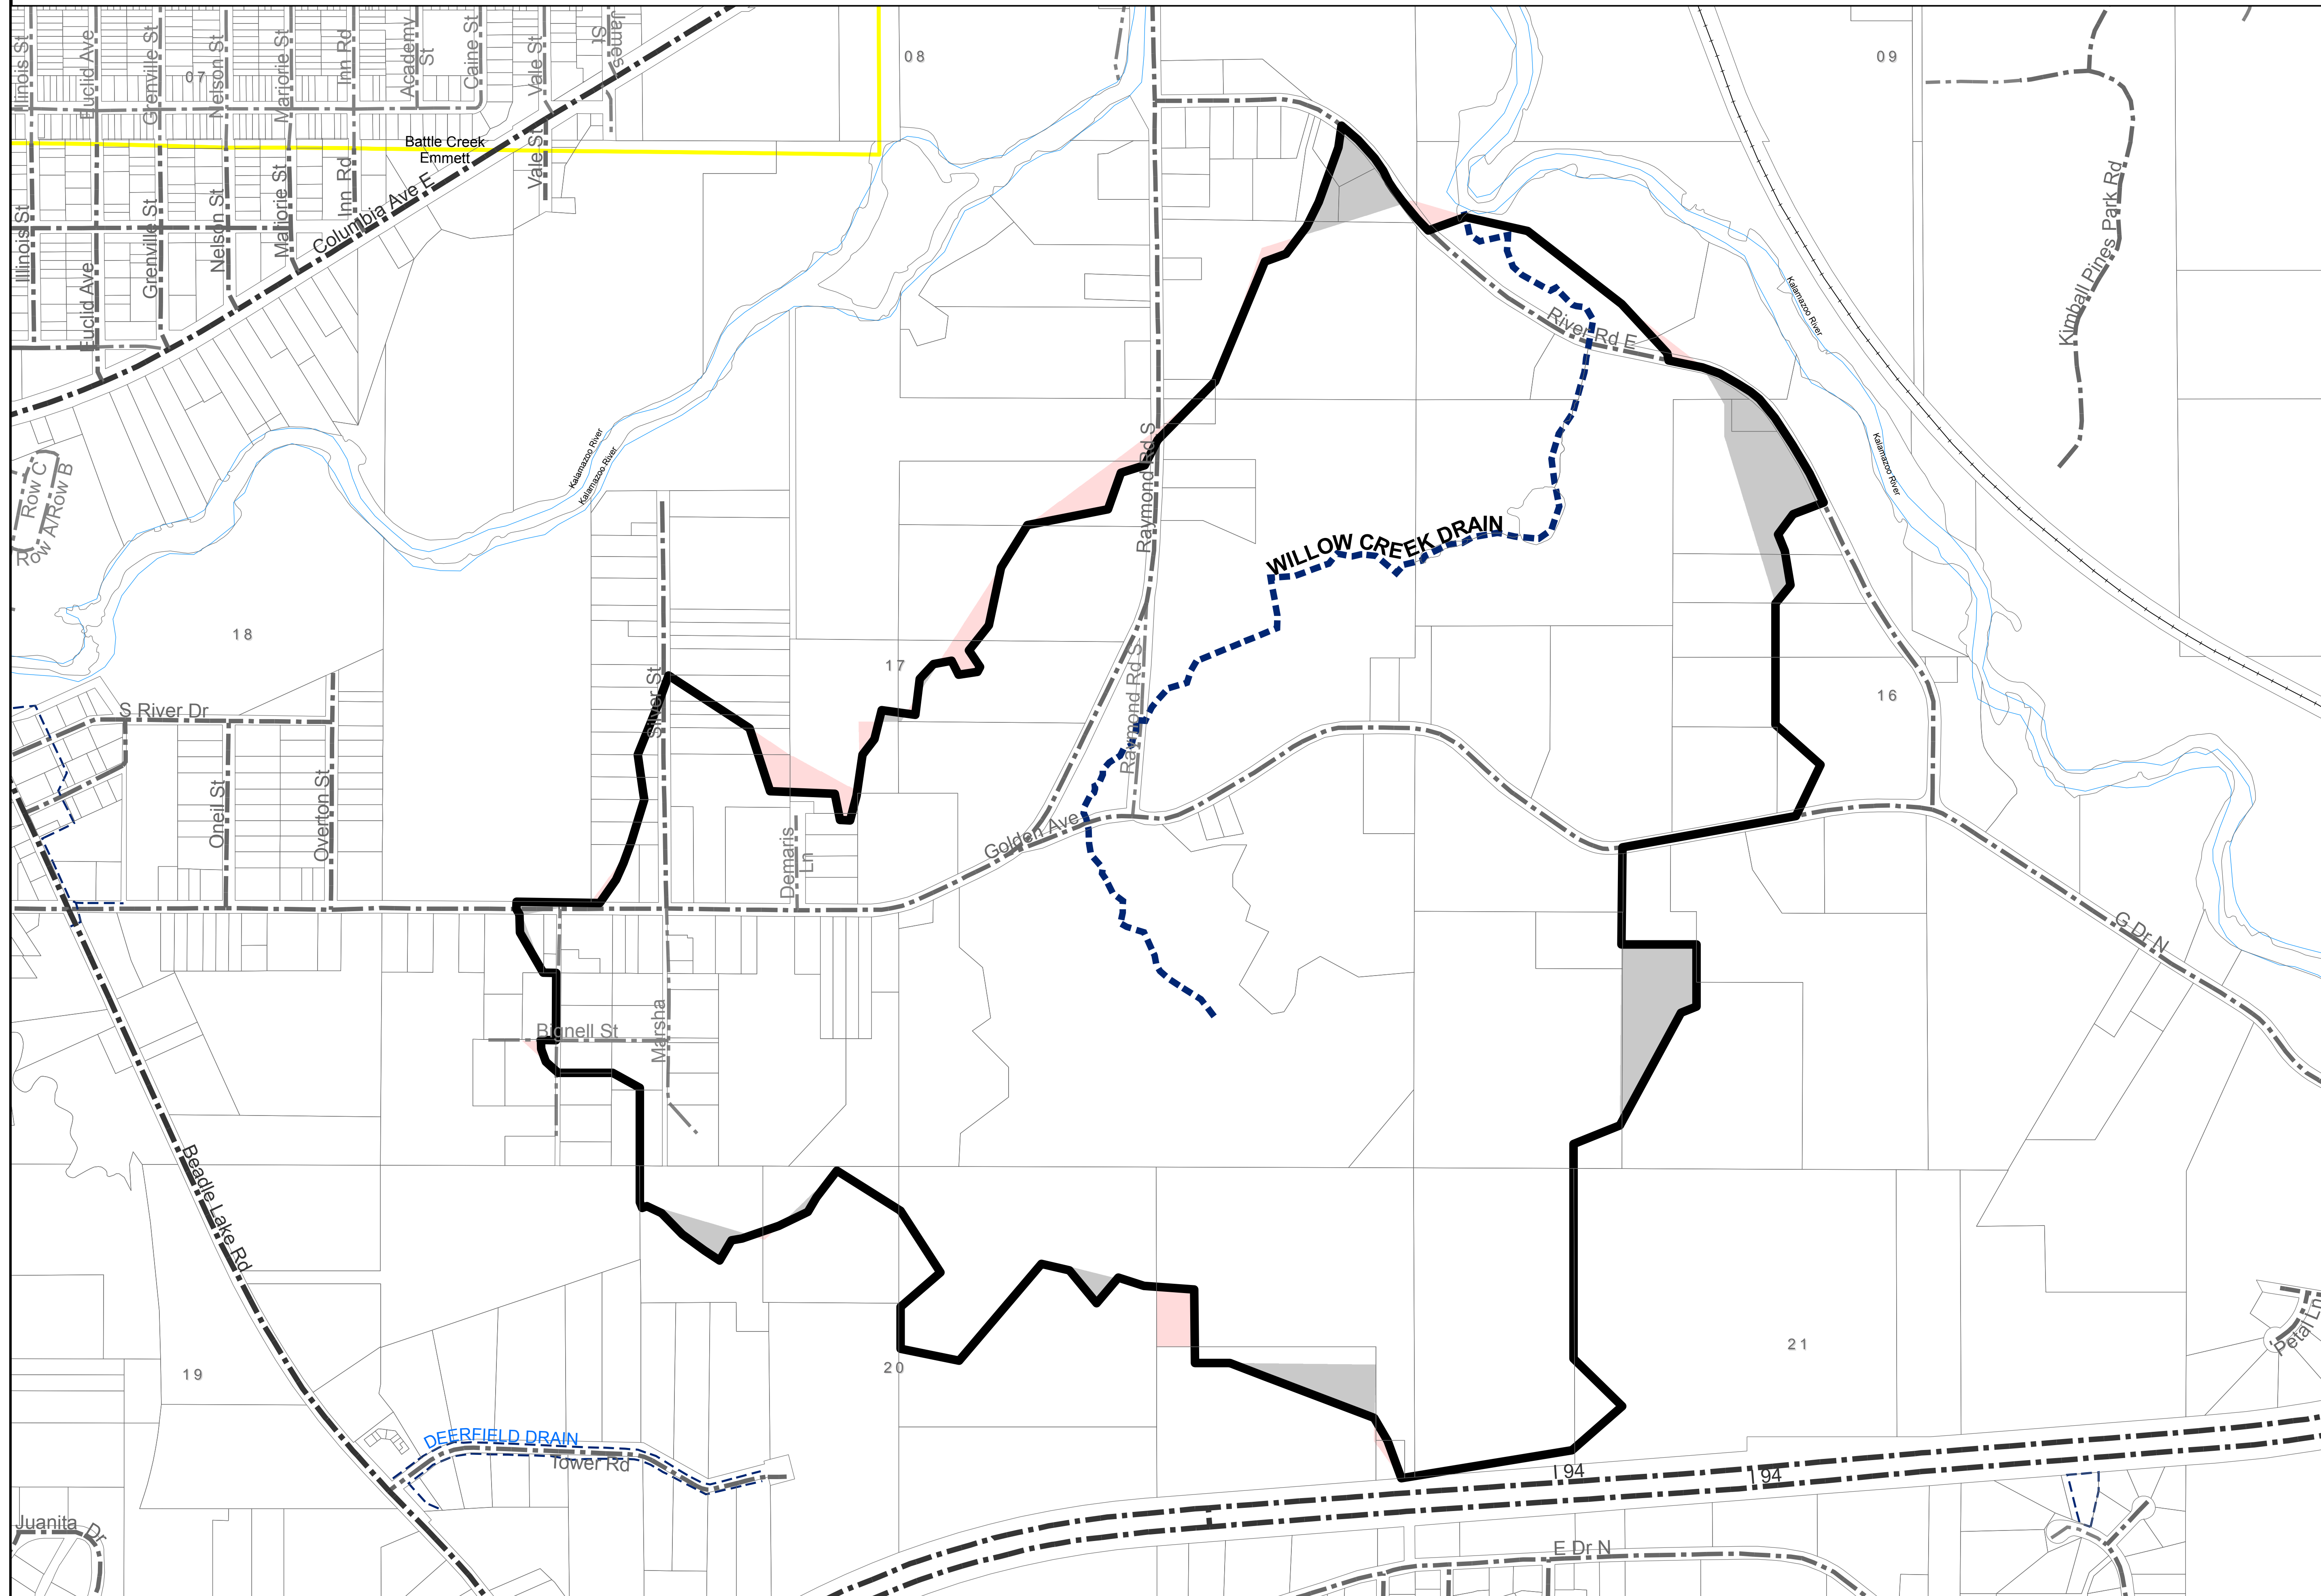 Illinois St
Euclid Ave
Grenville St
07
Nelson St
Marjorie St
Inn Rd
Academy
St
Caine St
Vale St
James
St
08
09
Battle Creek
Emmett
Columbia Ave E
Illinois St
Euclid Ave
Grenville St
Nelson St
Marjorie St
Inn Rd
Vale St
Kimball Pines Park Rd
River Rd E
Kalamazoo River
Kalamazoo River
Kalamazoo River
Kalamazoo River
Row C
Row A/Row B
Raymond Rd S
WILLOW CREEK DRAIN
18
17
16
S River Dr
Silver St
Raymond Rd S
Oneil St
Overton St
Demaris
Ln
Golden Ave
G Dr N
Bignell St
Marsha
Beadle Lake Rd
19
20
21
Petal Ln
DEERFIELD DRAIN
Tower Rd
I 94
I 94
Juanita Dr
E Dr N